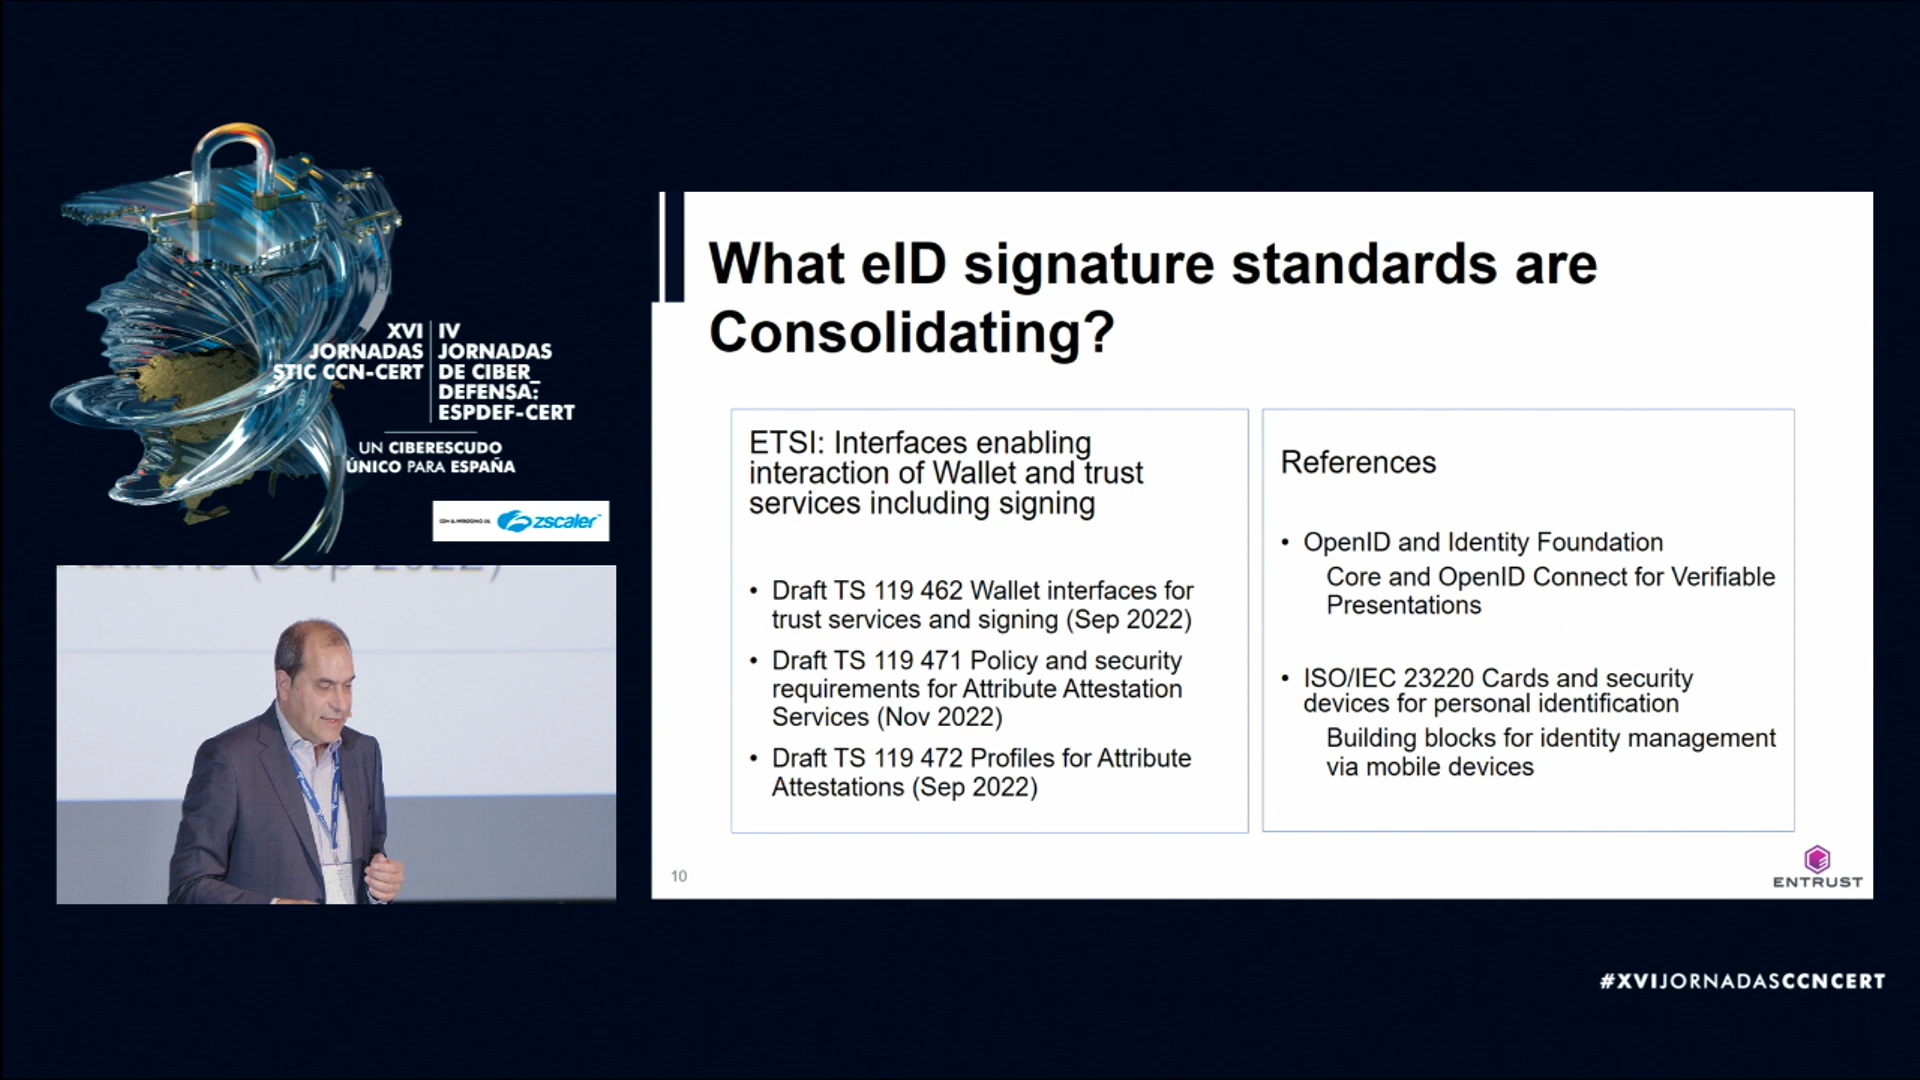 XVI
JORNADAS
STIC CCN-CERT
IV
JORNADAS
DE CIBER_
DEFENSA:
ESPDEF-CERT
UN CIBERESCUDO
ÚNICO PARA ESPAÑA
zscaler
What eID signature standards are
Consolidating?
ETSI: Interfaces enabling
interaction of Wallet and trust
services including signing
• Draft TS 119 462 Wallet interfaces for
trust services and signing (Sep 2022)
• Draft TS 119 471 Policy and security
requirements for Attribute Attestation
Services (Nov 2022)
• Draft TS 119 472 Profiles for Attribute
Attestations (Sep 2022)
References
• OpenID and Identity Foundation
Core and OpenID Connect for Verifiable
Presentations
• ISO/IEC 23220 Cards and security
devices for personal identification
Building blocks for identity management
via mobile devices
10
ENTRUST
#XVIJORNADASCCNCERT